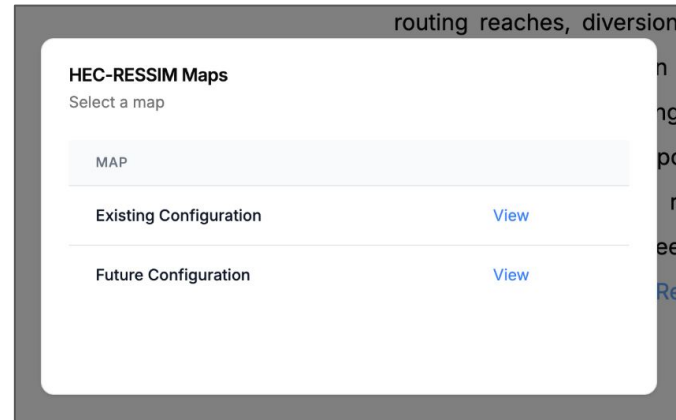 routing reaches, diversion
HEC-RESSIM Maps
Select a map
MAP
Existing Configuration View
Future Configuration View